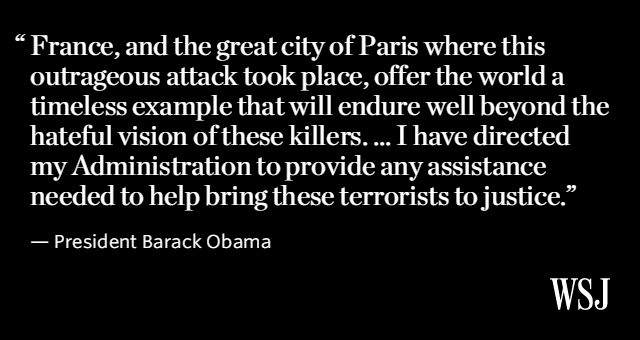 “ France, and the great city of Paris where this
outrageous attack took place, offer the world a
timeless example that will endure well beyond the
hateful vision of these killers. ... I have directed
my Administration to provide any assistance
needed to help bring these terrorists to justice.”
— President Barack Obama
WSJ